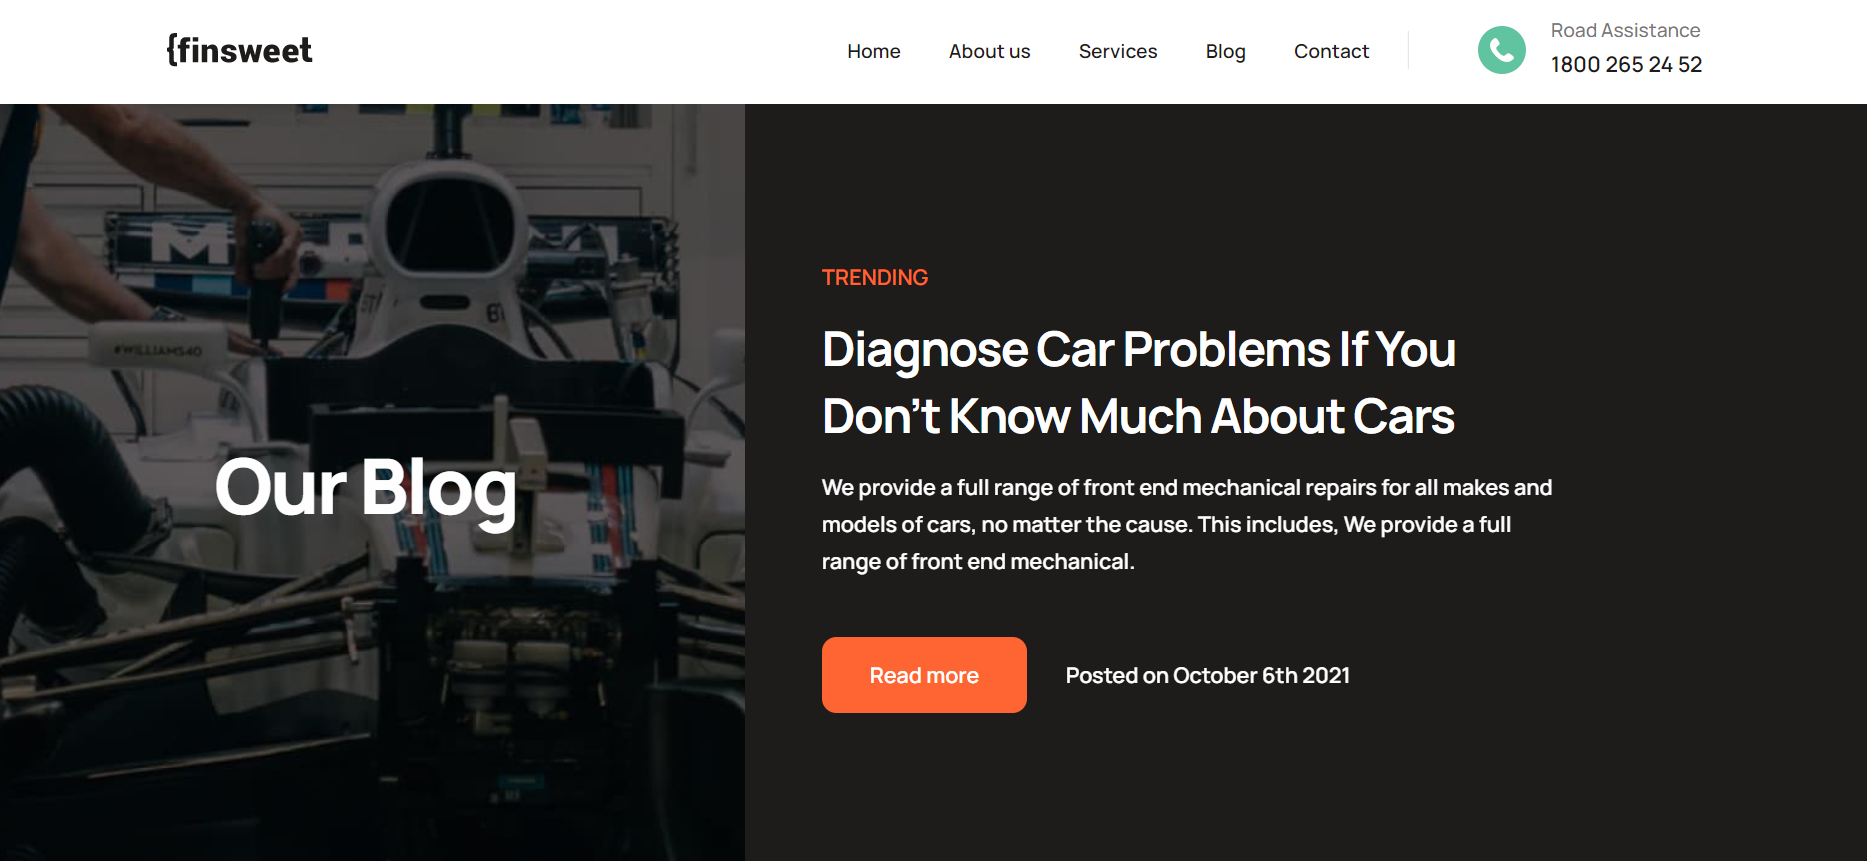 {finsweet
Home
About us
Services
Blog
Contact
Road Assistance
1800 265 24 52
#WILLIAMS40
Our Blog
TRENDING
Diagnose Car Problems If You
Don’t Know Much About Cars
We provide a full range of front end mechanical repairs for all makes and
models of cars, no matter the cause. This includes, We provide a full
range of front end mechanical.
Read more
Posted on October 6th 2021